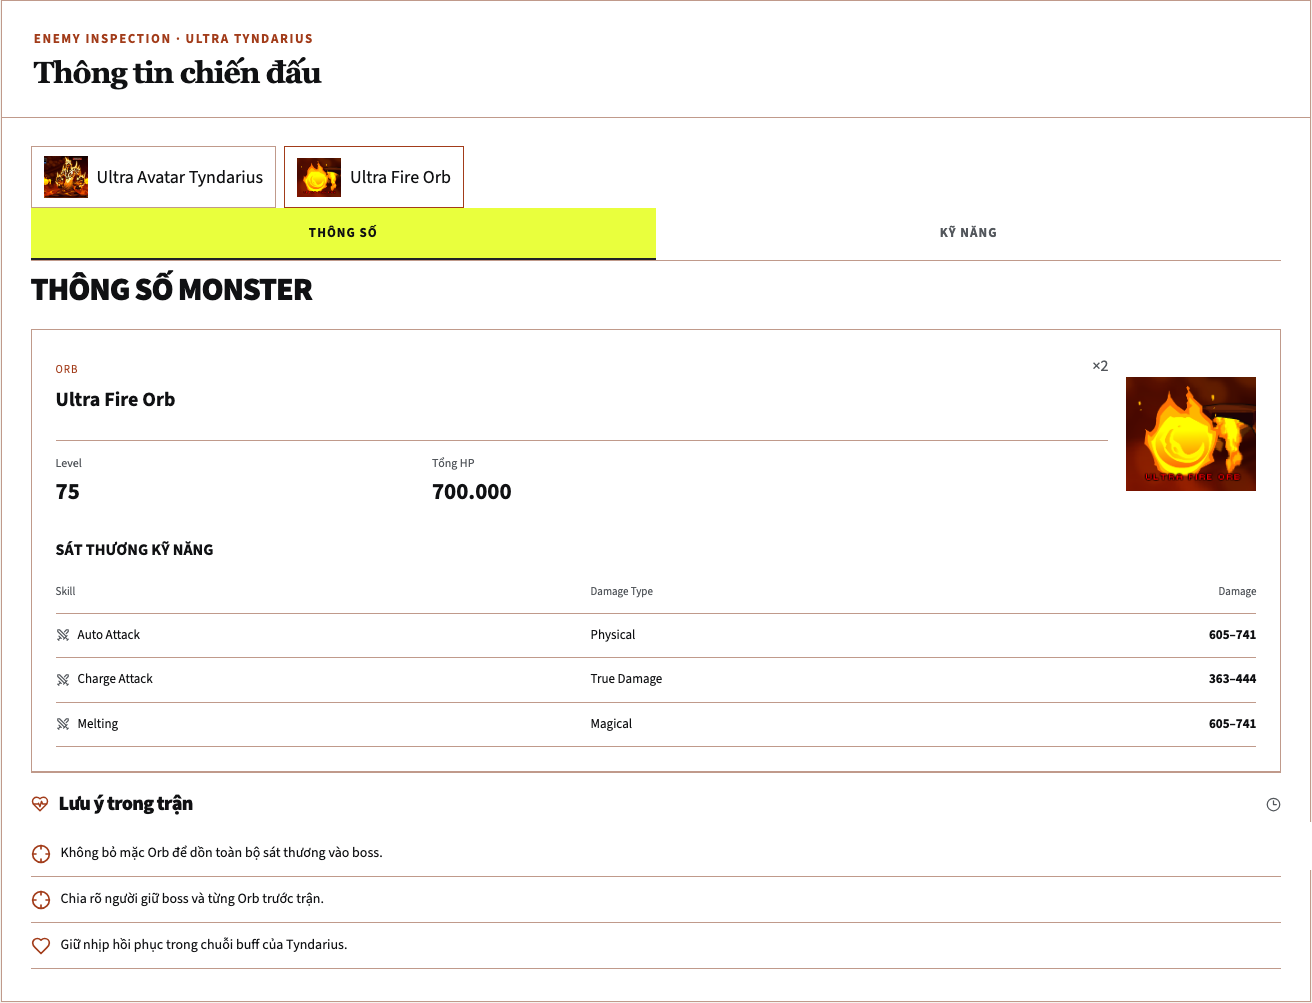 ENEMY INSPECTION · ULTRA TYNDARIUS
Thông tin chiến đấu
Ultra Avatar Tyndarius
Ultra Fire Orb
THÔNG SỐ
KỸ NĂNG
THÔNG SỐ MONSTER
ORB
×2
Ultra Fire Orb
ULTRA FIRE ORB
Level
Tổng HP
75
700.000
SÁT THƯƠNG KỸ NĂNG
Skill
Damage Type
Damage
Auto Attack
Physical
605–741
Charge Attack
True Damage
363–444
Melting
Magical
605–741
Lưu ý trong trận
Không bỏ mặc Orb để dồn toàn bộ sát thương vào boss.
Chia rõ người giữ boss và từng Orb trước trận.
Giữ nhịp hồi phục trong chuỗi buff của Tyndarius.